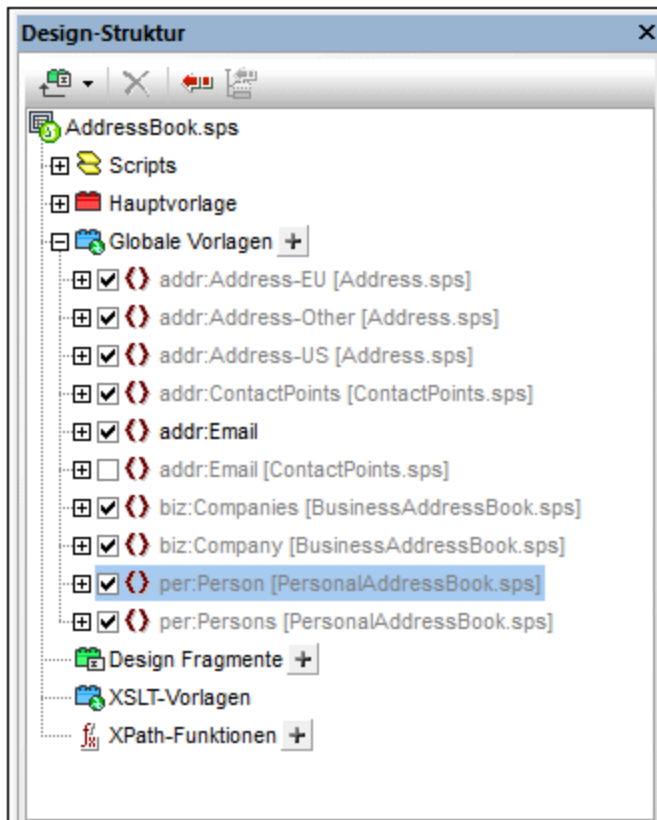 Design-Struktur
AddressBook.sps
Scripts
Hauptvorlage
Globale Vorlagen
addr:Address-EU [Address.sps]
addr:Address-Other [Address.sps]
addr:Address-US [Address.sps]
addr:ContactPoints [ContactPoints.sps]
addr:Email
addr:Email [ContactPoints.sps]
biz:Companies [BusinessAddressBook.sps]
biz:Company [BusinessAddressBook.sps]
per:Person [PersonalAddressBook.sps]
per:Persons [PersonalAddressBook.sps]
Design Fragmente
XSLT-Vorlagen
XPath-Funktionen